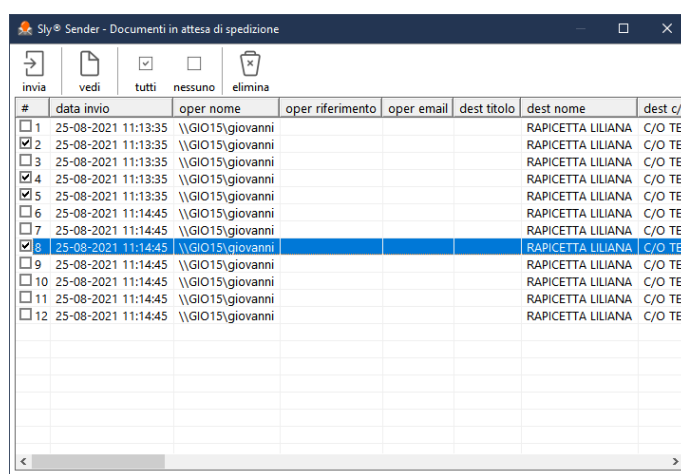 Sly® Sender - Documenti in attesa di spedizione
invia vedi tutti nessuno elimina
# data invio oper nome oper riferimento oper email dest titolo dest nome dest c/
1 25-08-2021 11:13:35 \\GIO15\giovanni RAPICETTA LILIANA C/O TE
2 25-08-2021 11:13:35 \\GIO15\giovanni RAPICETTA LILIANA C/O TE
3 25-08-2021 11:13:35 \\GIO15\giovanni RAPICETTA LILIANA C/O TE
4 25-08-2021 11:13:35 \\GIO15\giovanni RAPICETTA LILIANA C/O TE
5 25-08-2021 11:13:35 \\GIO15\giovanni RAPICETTA LILIANA C/O TE
6 25-08-2021 11:14:45 \\GIO15\giovanni RAPICETTA LILIANA C/O TE
7 25-08-2021 11:14:45 \\GIO15\giovanni RAPICETTA LILIANA C/O TE
8 25-08-2021 11:14:45 \\GIO15\giovanni RAPICETTA LILIANA C/O TE
9 25-08-2021 11:14:45 \\GIO15\giovanni RAPICETTA LILIANA C/O TE
10 25-08-2021 11:14:45 \\GIO15\giovanni RAPICETTA LILIANA C/O TE
11 25-08-2021 11:14:45 \\GIO15\giovanni RAPICETTA LILIANA C/O TE
12 25-08-2021 11:14:45 \\GIO15\giovanni RAPICETTA LILIANA C/O TE